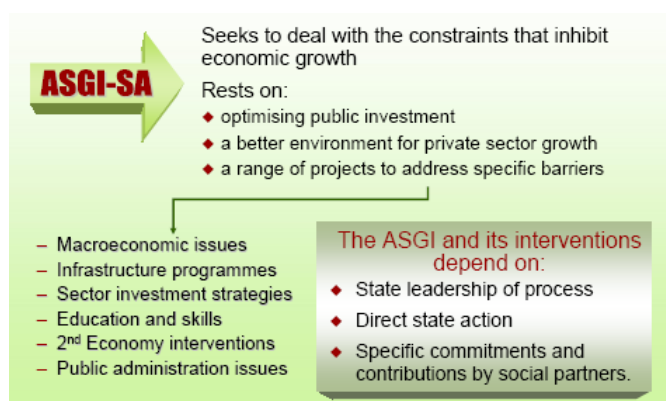 ASGI-SA
Seeks to deal with the constraints that inhibit
economic growth
Rests on:
◆ optimising public investment
◆ a better environment for private sector growth
◆ a range of projects to address specific barriers
– Macroeconomic issues
– Infrastructure programmes
– Sector investment strategies
– Education and skills
– 2nd Economy interventions
– Public administration issues
The ASGI and its interventions
depend on:
◆ State leadership of process
◆ Direct state action
◆ Specific commitments and
contributions by social partners.